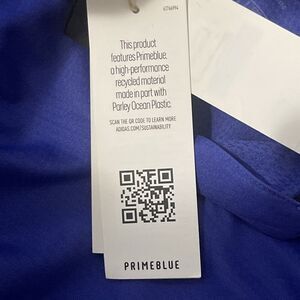 This product
features Primeblue,
a high-performance
recycled material
made in part with
Parley Ocean Plastic.
SCAN THE QR CODE TO LEARN MORE
ADIDAS.COM/SUSTAINABILITY
PRIMEBLUE